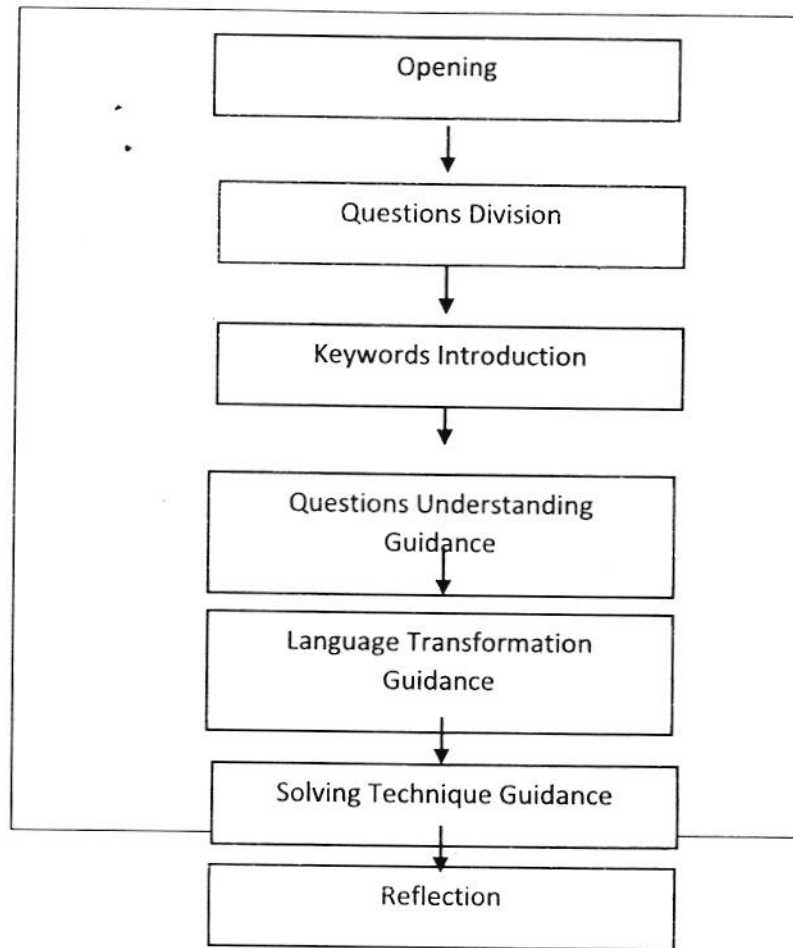 Opening
Questions Division
Keywords Introduction
Questions Understanding
Guidance
Language Transformation
Guidance
Solving Technique Guidance
Reflection